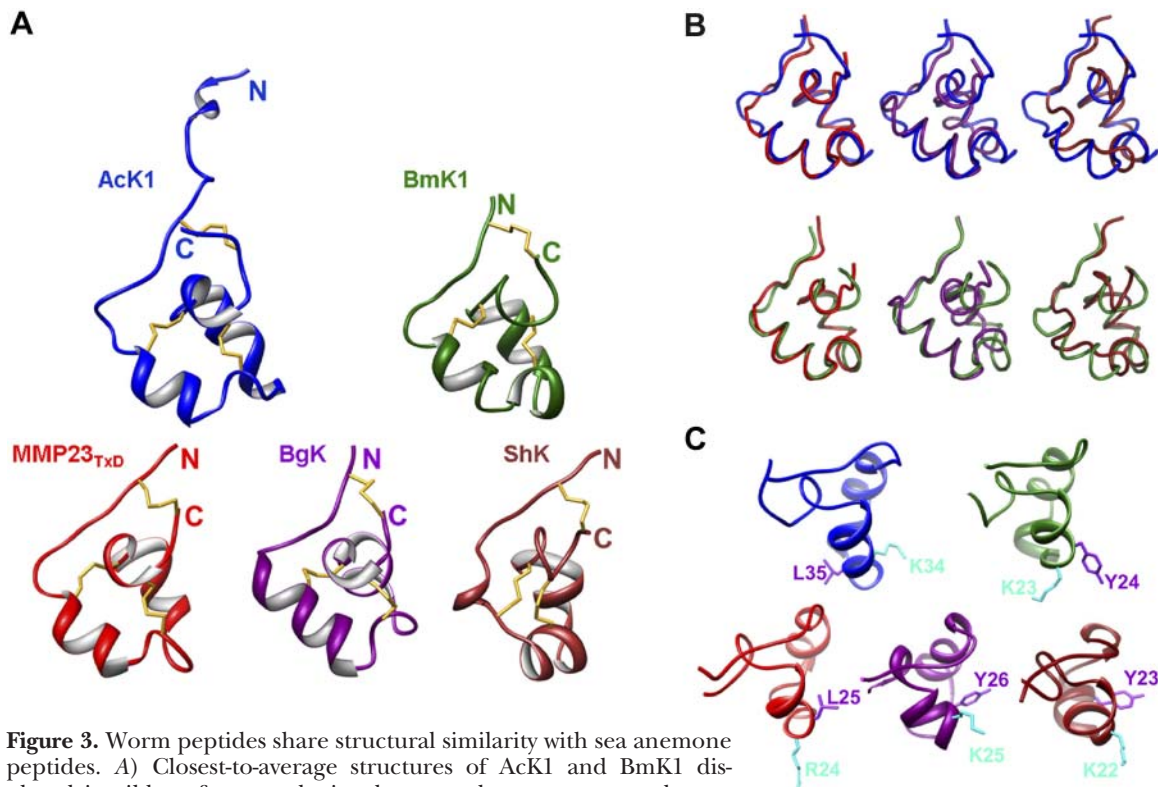 A
N
AcK1
C
BmK1
N
C
MMP23TxD
N
C
BgK
N
C
ShK
N
C
B
C
L35
K34
K23
Y24
L25
R24
Y26
K25
Y23
K22
Figure 3. Worm peptides share structural similarity with sea anemone
peptides. A) Closest-to-average structures of AcK1 and BmK1 dis-